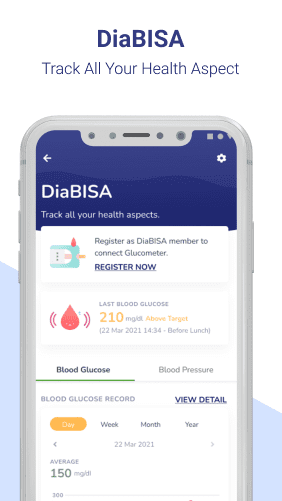 DiaBISA
Track All Your Health Aspect
DiaBISA
Track all your health aspects.
Register as DiaBISA member to
connect Glucometer.
REGISTER NOW
LAST BLOOD GLUCOSE
210 mg/dl Above Target
(22 Mar 2021 14:34 - Before Lunch)
Blood Glucose Blood Pressure
BLOOD GLUCOSE RECORD VIEW DETAIL
Day Week Month Year
22 Mar 2021
AVERAGE
150 mg/dl
300